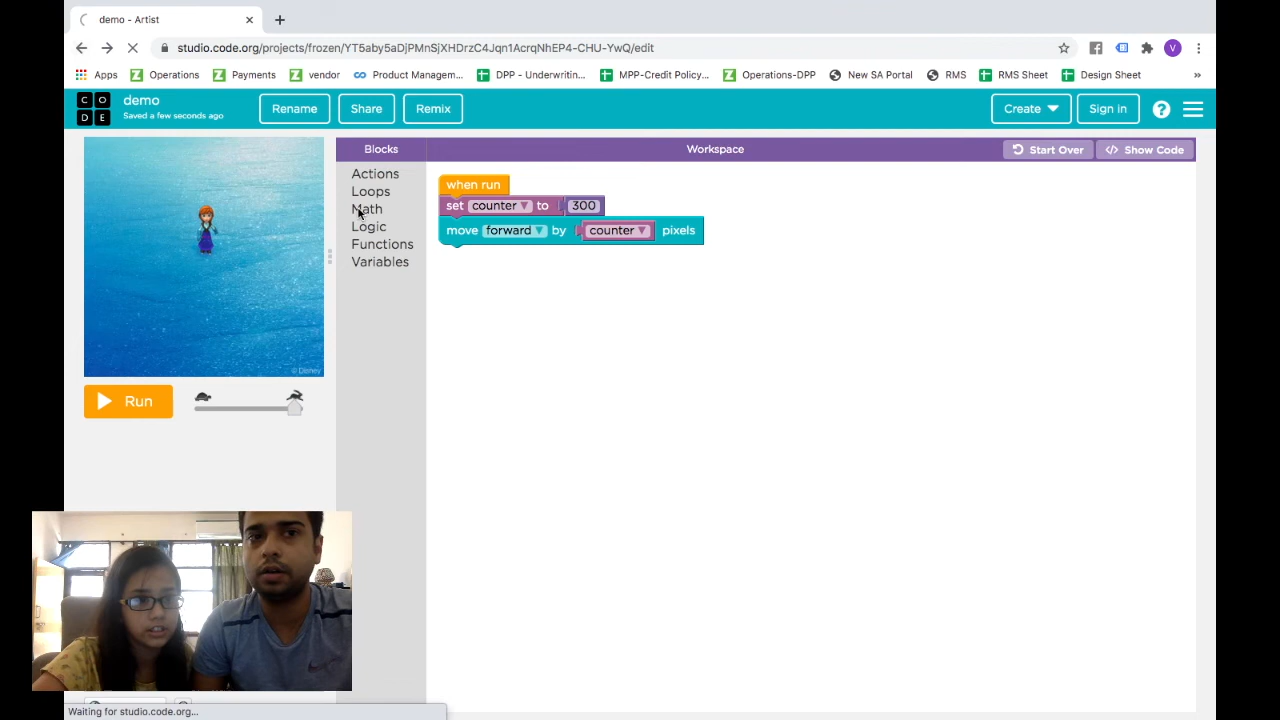 demo - Artist
studio.code.org/projects/frozen/YT5aby5aDjPMnSjXHDrzC4Jqn1AcrqNhEP4-CHU-YwQ/edit
V
Apps Operations Payments vendor Product Managem... DPP - Underwritin... MPP-Credit Policy... Operations-DPP New SA Portal RMS RMS Sheet Design Sheet »
CO
DE
demo
Saved a few seconds ago
Rename Share Remix Create Sign in ?
Blocks Workspace Start Over </> Show Code
Actions
Loops
Math
Logic
Functions
Variables
when run
set counter to 300
move forward by counter pixels
© Disney
Run
Waiting for studio.code.org...